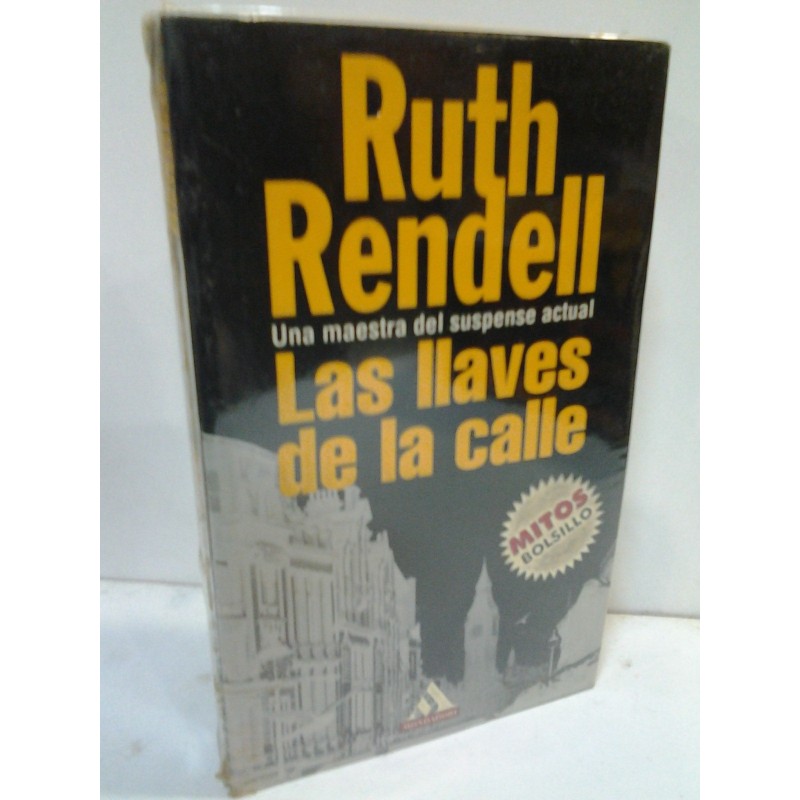 Ruth
Rendell
Una maestra del suspense actual
Las llaves
de la calle
MITOS
BOLSILLO